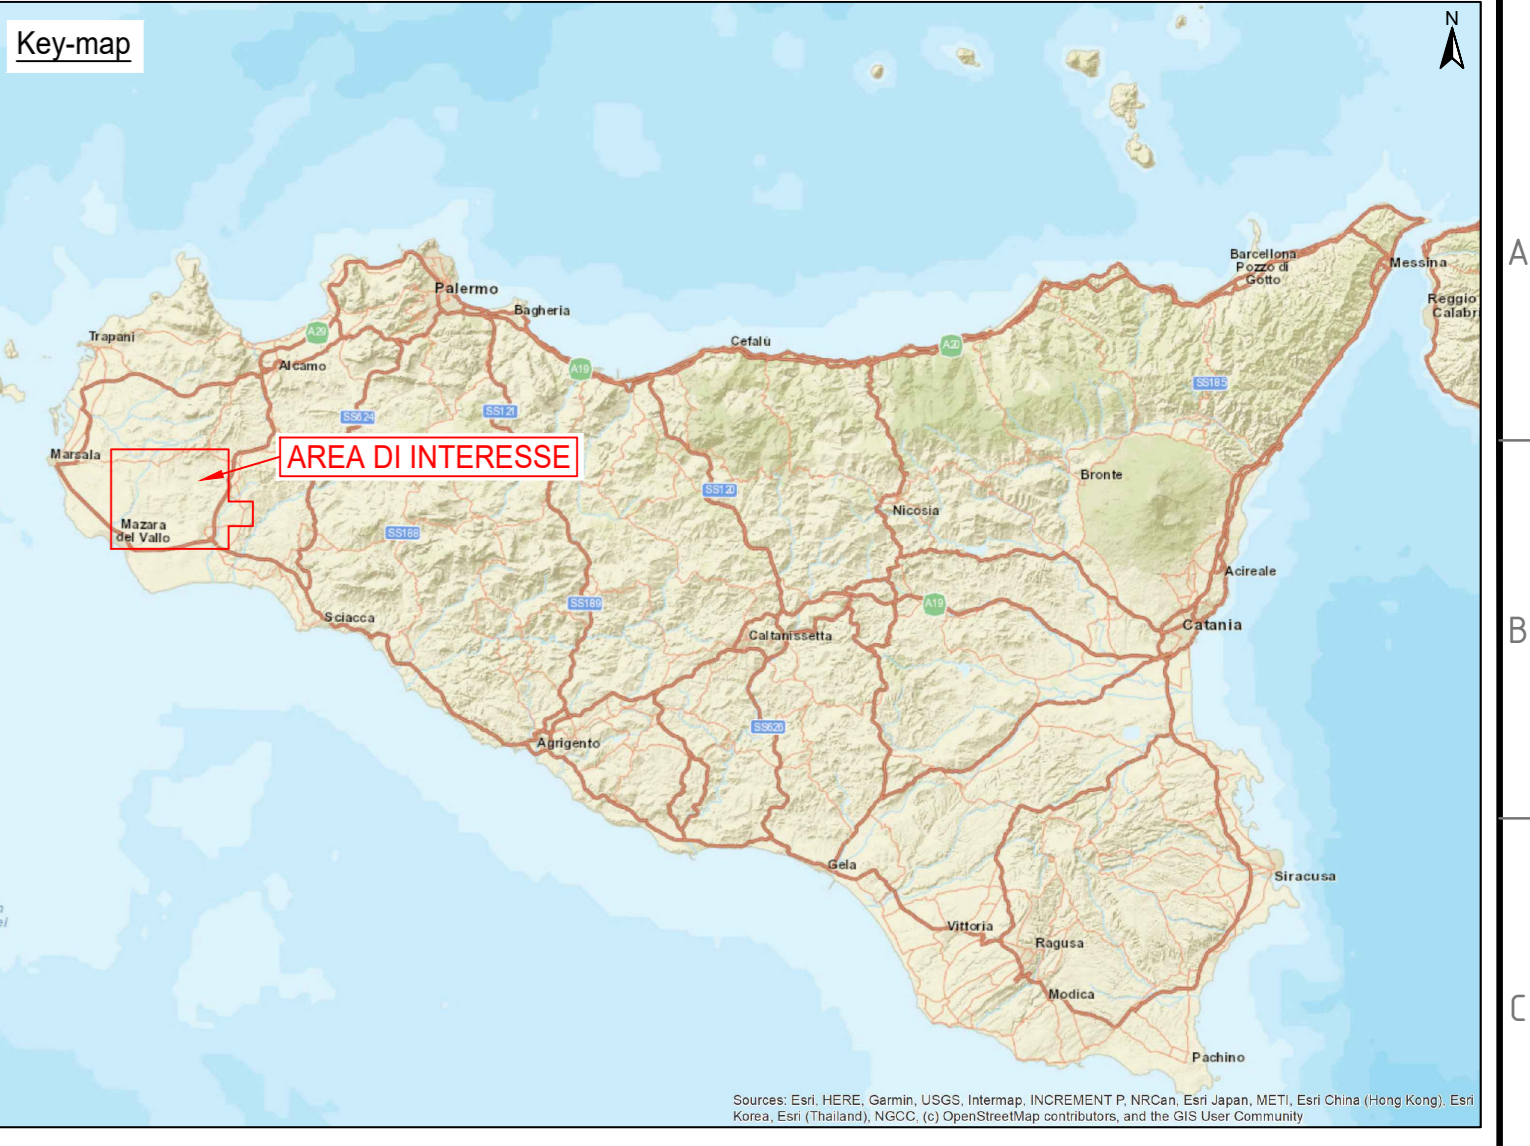 Key-map
N
A
Barcellona
Pozzo di
Gotto
Messina
Palermo
Reggio
Calabri
Bagheria
Trapani
A29
Cefalù
A20
Alcamo
A19
SS185
SS624
SS121
Marsala
AREA DI INTERESSE
Bronte
SS120
Nicosia
Mazara
del Vallo
SS188
Acireale
SS189
A19
Sciacca
Catania
B
Caltanissetta
SS626
Agrigento
Gela
Siracusa
Vittoria
Ragusa
Modica
C
Pachino
Sources: Esri, HERE, Garmin, USGS, Intermap, INCREMENT P, NRCan, Esri Japan, METI, Esri China (Hong Kong), Esri
Korea, Esri (Thailand), NGCC, (c) OpenStreetMap contributors, and the GIS User Community